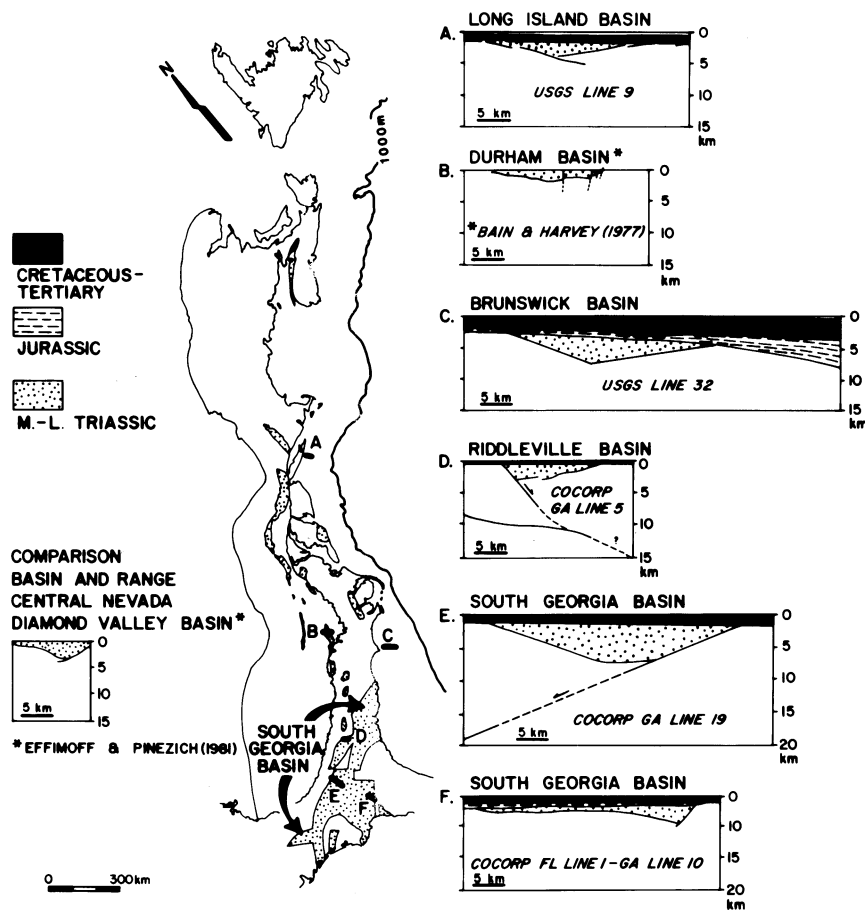 N
1000m
CRETACEOUS-
TERTIARY
JURASSIC
M.-L. TRIASSIC
COMPARISON
BASIN AND RANGE
CENTRAL NEVADA
DIAMOND VALLEY BASIN*
0
5
10
15
5 km
*EFFIMOFF & PINEZICH (1981)
0 300km
A
B
C
D
E
F
SOUTH
GEORGIA
BASIN
LONG ISLAND BASIN
A.
0
5
10
15
km
USGS LINE 9
5 km
DURHAM BASIN*
B.
0
5
10
15
km
*BAIN & HARVEY (1977)
5 km
BRUNSWICK BASIN
C.
0
5
10
15
km
USGS LINE 32
5 km
RIDDLEVILLE BASIN
D.
0
5
10
15
km
COCORP
GA LINE 5
?
5 km
SOUTH GEORGIA BASIN
E.
0
5
10
15
20
km
5 km
COCORP GA LINE 19
SOUTH GEORGIA BASIN
F.
0
5
10
15
20
km
COCORP FL LINE 1-GA LINE 10
5 km